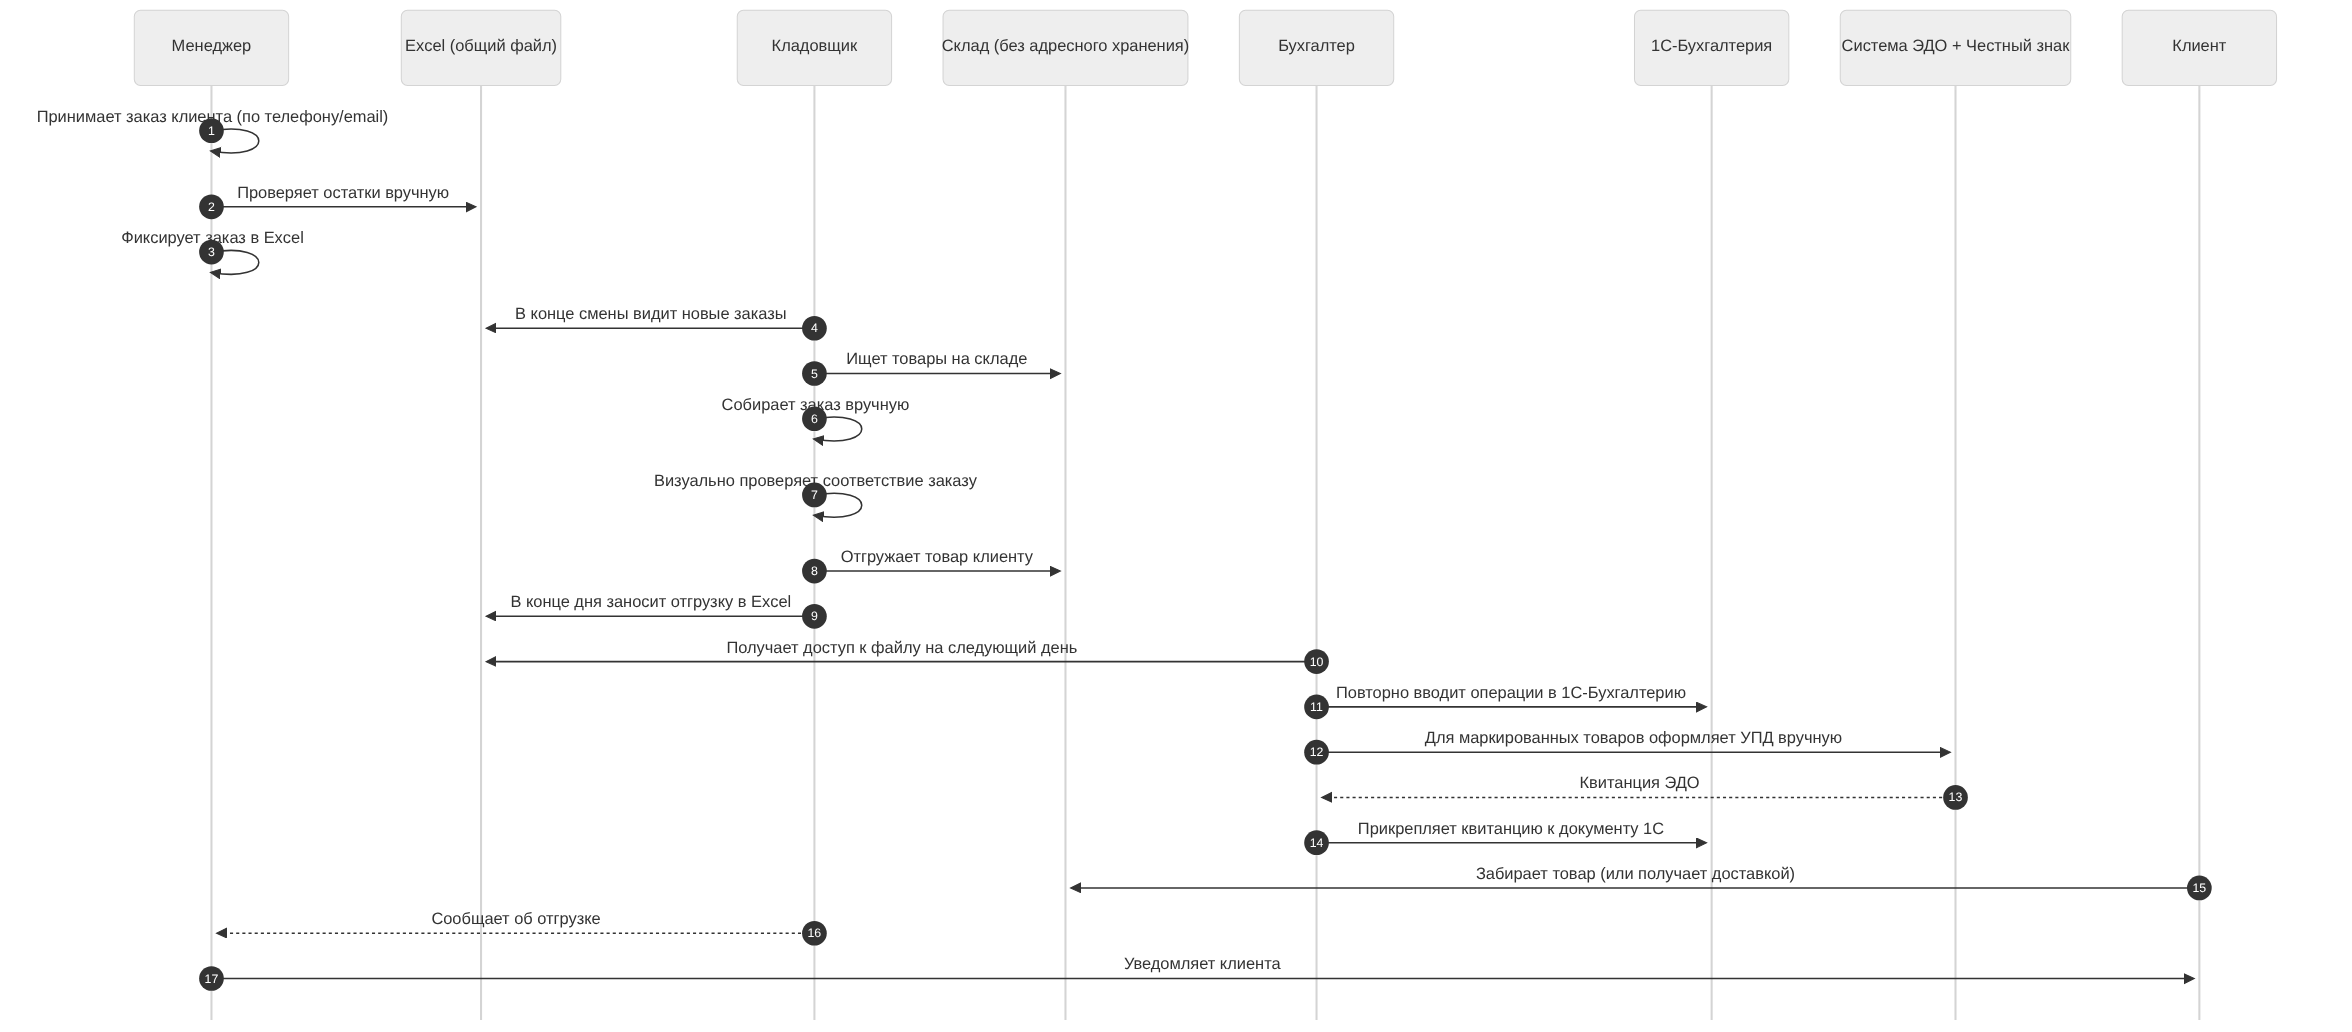 Менеджер
Excel (общий файл)
Кладовщик
Склад (без адресного хранения)
Бухгалтер
1С-Бухгалтерия
Система ЭДО + Честный знак
Клиент
Принимает заказ клиента (по телефону/email)
1
Проверяет остатки вручную
2
Фиксирует заказ в Excel
3
В конце смены видит новые заказы
4
Ищет товары на складе
5
Собирает заказ вручную
6
Визуально проверяет соответствие заказу
7
Отгружает товар клиенту
8
В конце дня заносит отгрузку в Excel
9
Получает доступ к файлу на следующий день
10
Повторно вводит операции в 1С-Бухгалтерию
11
Для маркированных товаров оформляет УПД вручную
12
Квитанция ЭДО
13
Прикрепляет квитанцию к документу 1С
14
Забирает товар (или получает доставкой)
15
Сообщает об отгрузке
16
Уведомляет клиента
17